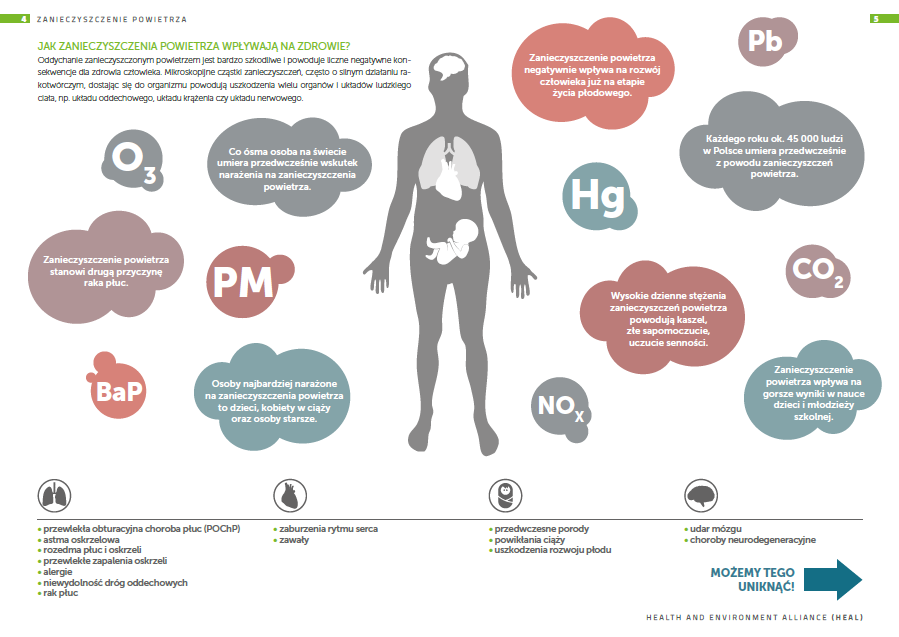 4 ZANIECZYSZCZENIE POWIETRZA
5
JAK ZANIECZYSZCZENIA POWIETRZA WPŁYWAJĄ NA ZDROWIE?
Oddychanie zanieczyszczonym powietrzem jest bardzo szkodliwe i powoduje liczne negatywne kon-
sekwencje dla zdrowia człowieka. Mikroskopijne cząstki zanieczyszczeń, często o silnym działaniu ra-
kotwórczym, dostając się do organizmu powodują uszkodzenia wielu organów i układów ludzkiego
ciała, np. układu oddechowego, układu krążenia czy układu nerwowego.
O3
Co ósma osoba na świecie
umiera przedwcześnie wskutek
narażenia na zanieczyszczenia
powietrza.
Zanieczyszczenie powietrza
stanowi drugą przyczynę
raka płuc.
PM
BaP
Osoby najbardziej narażone
na zanieczyszczenia powietrza
to dzieci, kobiety w ciąży
oraz osoby starsze.
Zanieczyszczenie powietrza
negatywnie wpływa na rozwój
człowieka już na etapie
życia płodowego.
Pb
Każdego roku ok. 45 000 ludzi
w Polsce umiera przedwcześnie
z powodu zanieczyszczeń
powietrza.
Hg
CO2
Wysokie dzienne stężenia
zanieczyszczeń powietrza
powodują kaszel,
złe sapomoczucie,
uczucie senności.
NOX
Zanieczyszczenie
powietrza wpływa na
gorsze wyniki w nauce
dzieci i młodzieży
szkolnej.
• przewlekła obturacyjna choroba płuc (POChP)
• astma oskrzelowa
• rozedma płuc i oskrzeli
• przewlekłe zapalenia oskrzeli
• alergie
• niewydolność dróg oddechowych
• rak płuc
• zaburzenia rytmu serca
• zawały
• przedwczesne porody
• powikłania ciąży
• uszkodzenia rozwoju płodu
• udar mózgu
• choroby neurodegeneracyjne
MOŻEMY TEGO
UNIKNĄĆ!
HEALTH AND ENVIRONMENT ALLIANCE (HEAL)